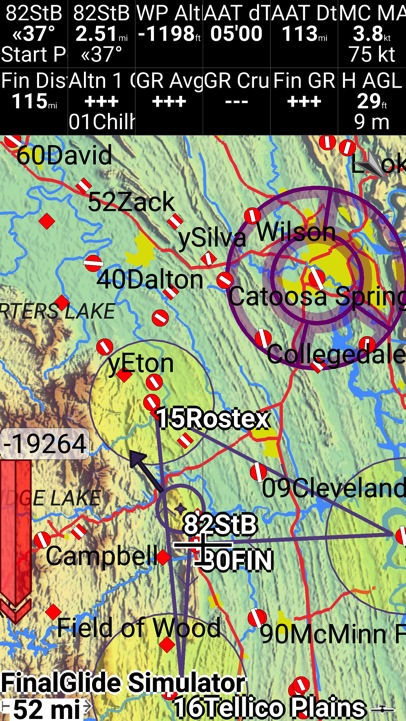 82StB 82StB WP Alt AAT dT AAT Dt MC MA
«37° 2.51mi -1198ft 05'00 113mi 3.8kt
Start P «37° 75 kt
Fin Dis Altn 1 GR Avg GR Cru Fin GR H AGL
115mi +++ +++ --- +++ 29ft
01Chilh 9 m
60David
52Zack
ySilva
Wilson
40Dalton
Catoosa Spring
RTERS LAKE
Collegedale
yEton
15Rostex
-19264
09Cleveland
DGE LAKE
82StB
Campbell
30FIN
Field of Wood
90McMinn F
FinalGlide Simulator
52 mi
16Tellico Plains